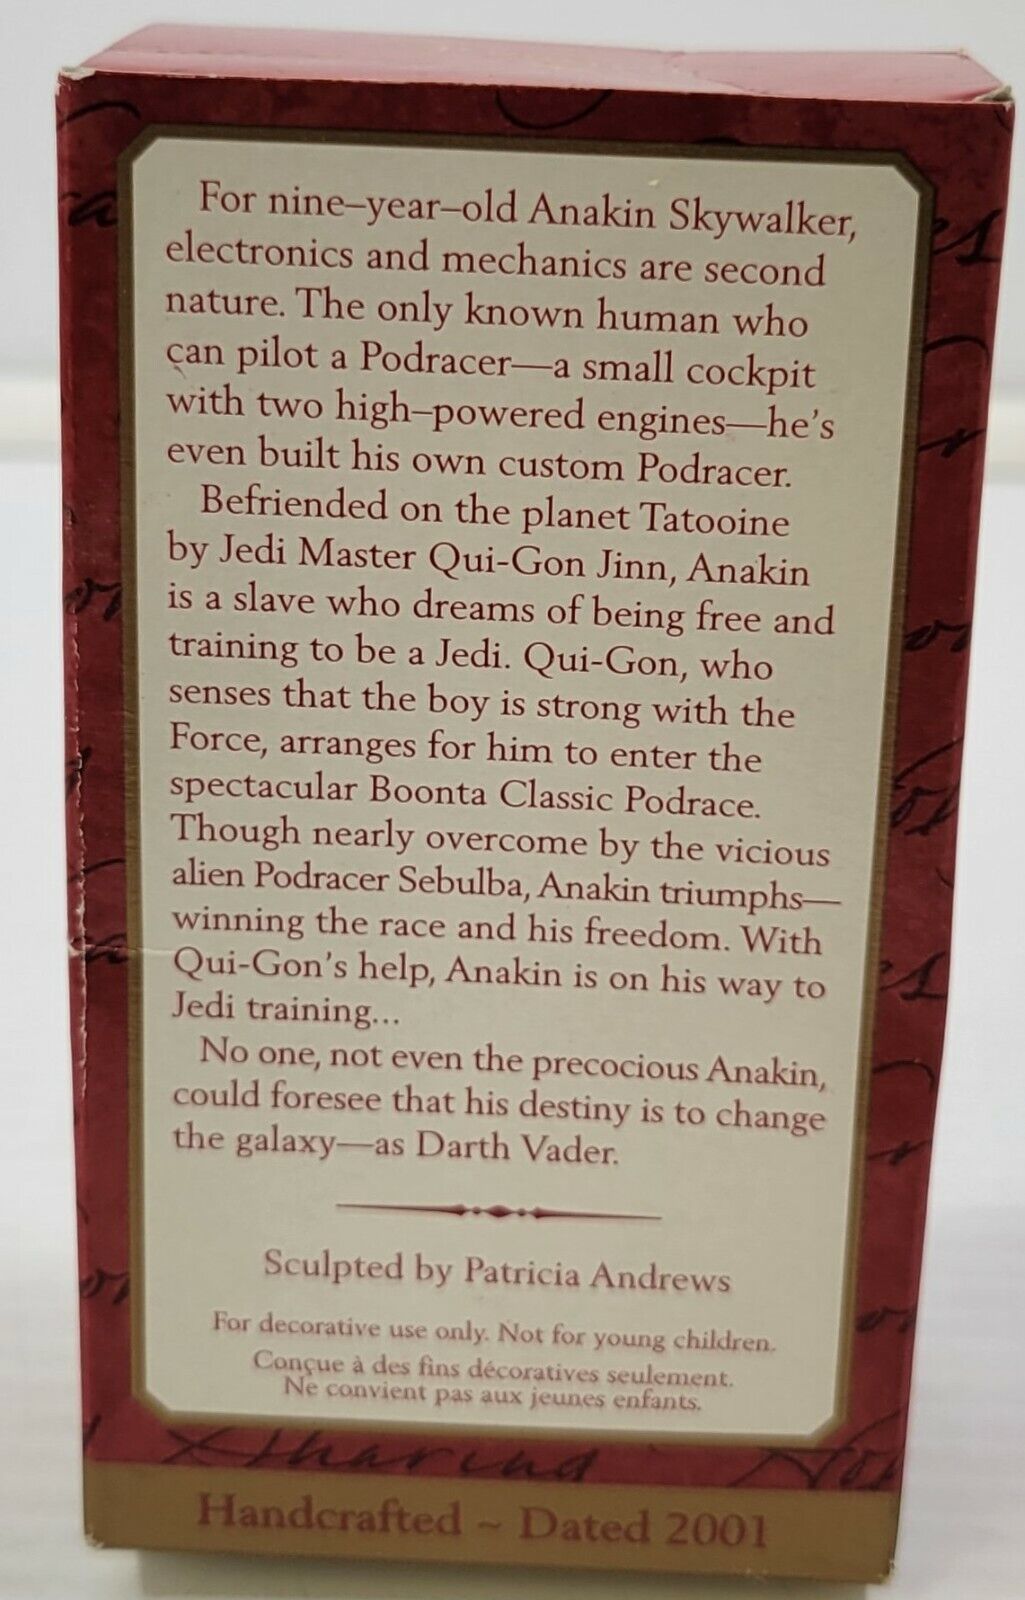 For nine–year–old Anakin Skywalker,
electronics and mechanics are second
nature. The only known human who
can pilot a Podracer—a small cockpit
with two high–powered engines—he's
even built his own custom Podracer.
Befriended on the planet Tatooine
by Jedi Master Qui-Gon Jinn, Anakin
is a slave who dreams of being free and
training to be a Jedi. Qui-Gon, who
senses that the boy is strong with the
Force, arranges for him to enter the
spectacular Boonta Classic Podrace.
Though nearly overcome by the vicious
alien Podracer Sebulba, Anakin triumphs—
winning the race and his freedom. With
Qui-Gon's help, Anakin is on his way to
Jedi training...
No one, not even the precocious Anakin,
could foresee that his destiny is to change
the galaxy—as Darth Vader.
Sculpted by Patricia Andrews
For decorative use only. Not for young children.
Conçue à des fins décoratives seulement.
Ne convient pas aux jeunes enfants.
sharing
Handcrafted ~ Dated 2001